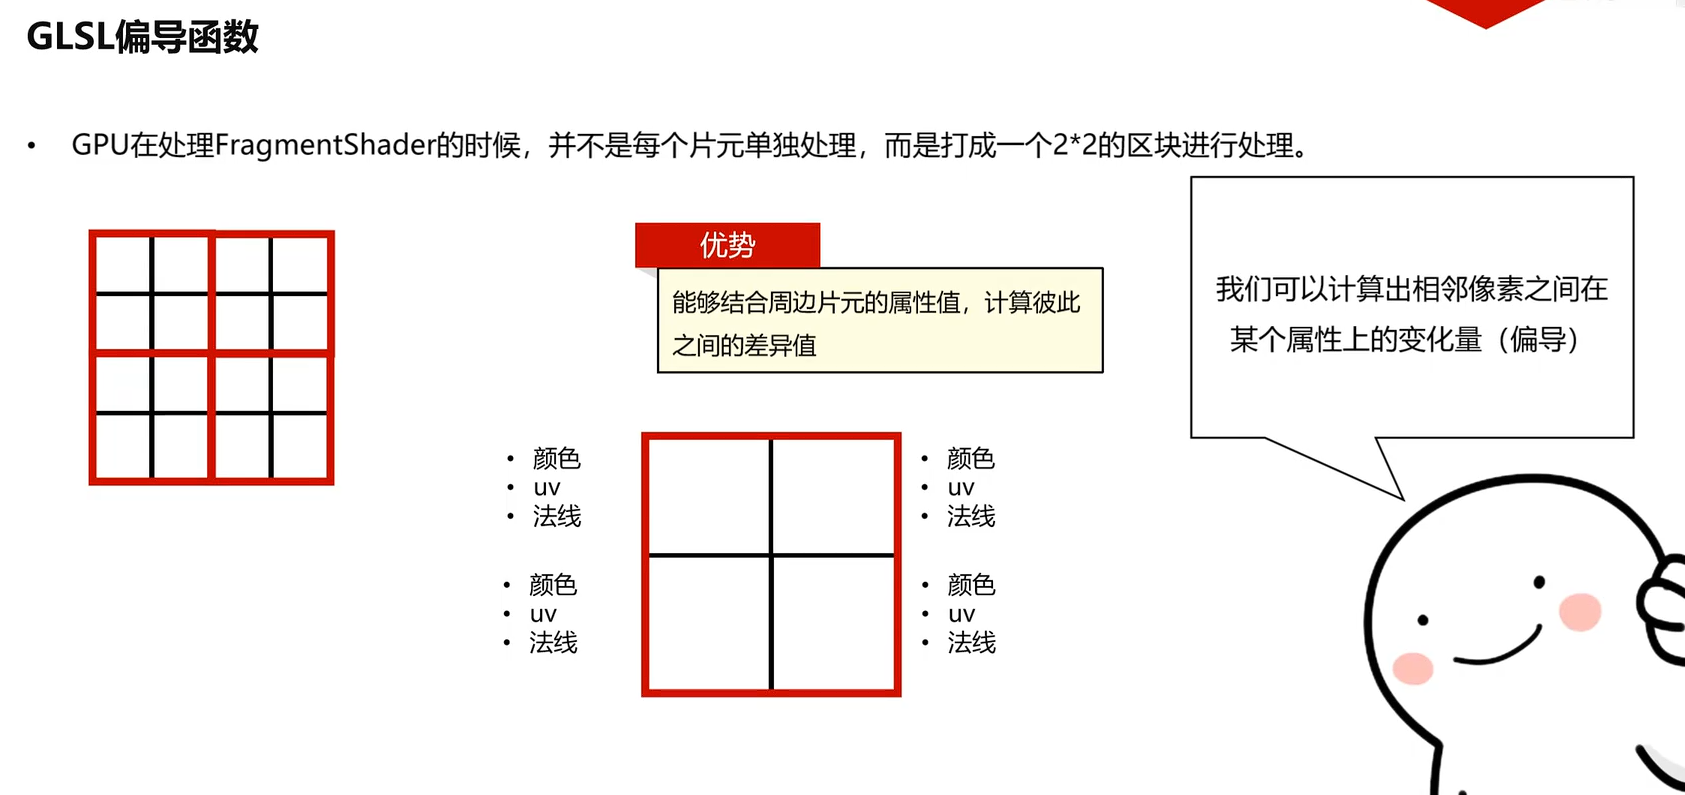 GLSL偏导函数
• GPU在处理FragmentShader的时候，并不是每个片元单独处理，而是打成一个2*2的区块进行处理。
优势
能够结合周边片元的属性值，计算彼此
之间的差异值
我们可以计算出相邻像素之间在
某个属性上的变化量（偏导）
• 颜色
• uv
• 法线
• 颜色
• uv
• 法线
• 颜色
• uv
• 法线
• 颜色
• uv
• 法线